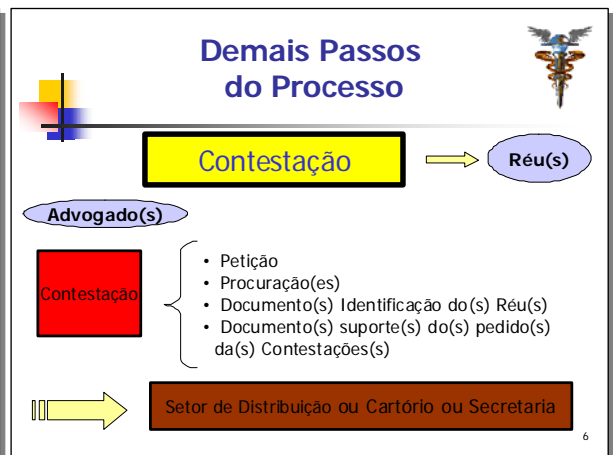 Demais Passos
do Processo
Contestação
Réu(s)
Advogado(s)
Contestação
• Petição
• Procuração(es)
• Documento(s) Identificação do(s) Réu(s)
• Documento(s) suporte(s) do(s) pedido(s)
da(s) Contestações(s)
Setor de Distribuição ou Cartório ou Secretaria
6